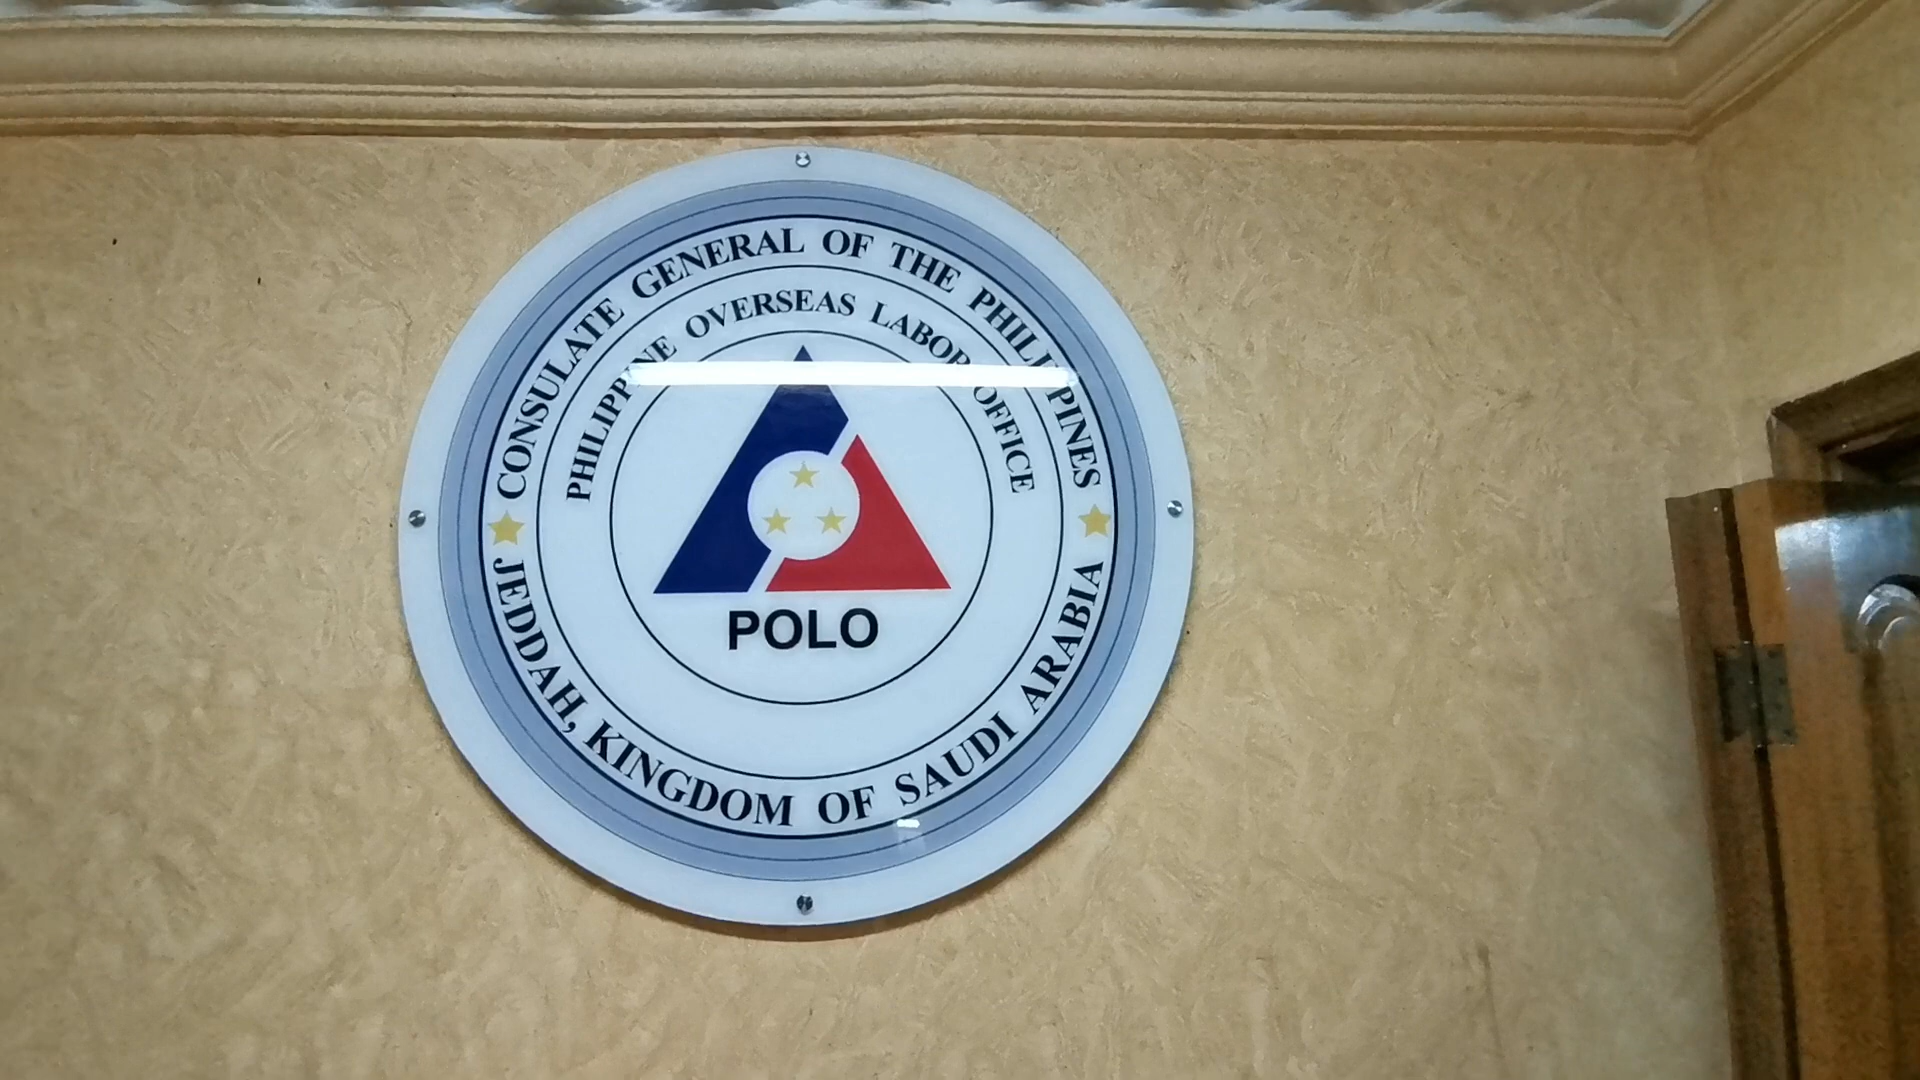 CONSULATE GENERAL OF THE PHILIPPINES
PHILIPPINE OVERSEAS LABOR OFFICE
POLO
JEDDAH, KINGDOM OF SAUDI ARABIA